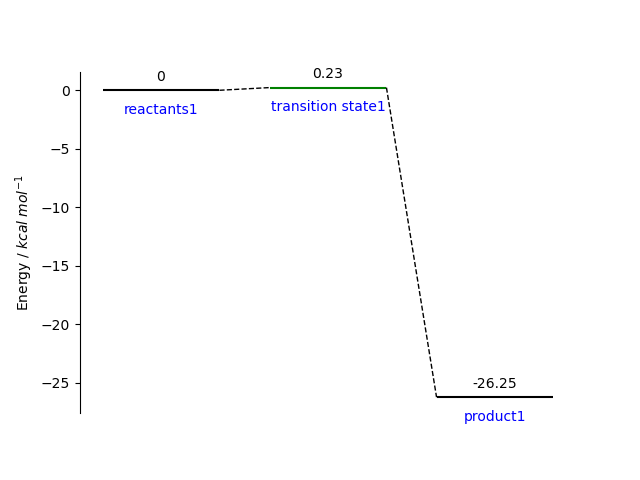 0
0.23
0
reactants1
transition state1
−5
−10
−15
−20
−25
Energy / kcal mol⁻¹
-26.25
product1